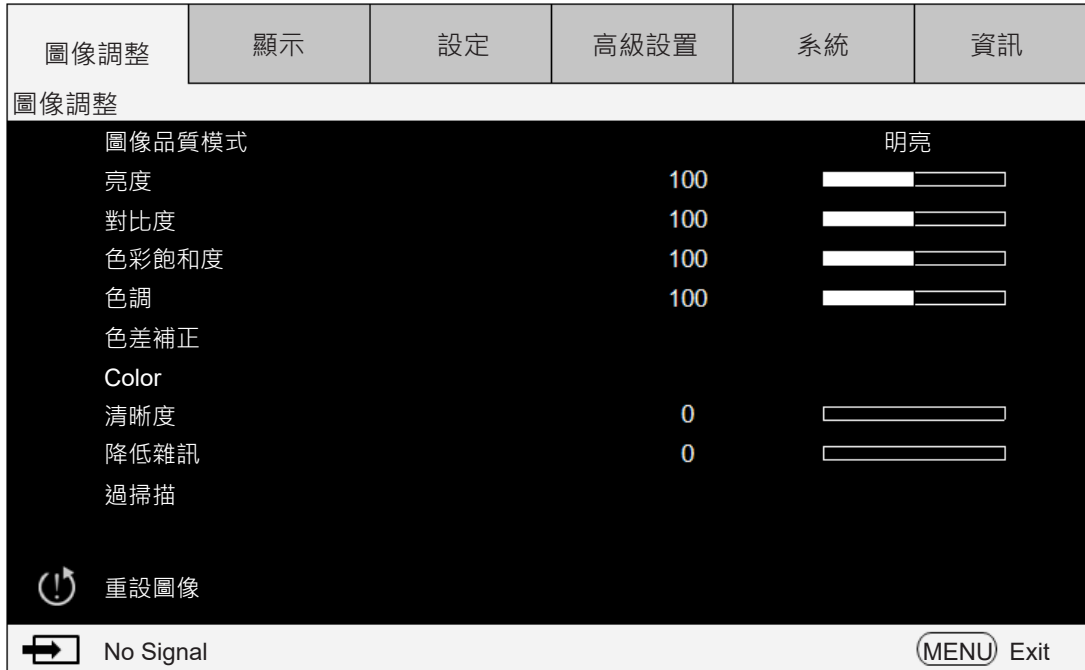 圖像調整 顯示 設定 高級設置 系統 資訊
圖像調整
圖像品質模式 明亮
亮度 100
對比度 100
色彩飽和度 100
色調 100
色差補正
Color
清晰度 0
降低雜訊 0
過掃描
重設圖像
No Signal MENU Exit